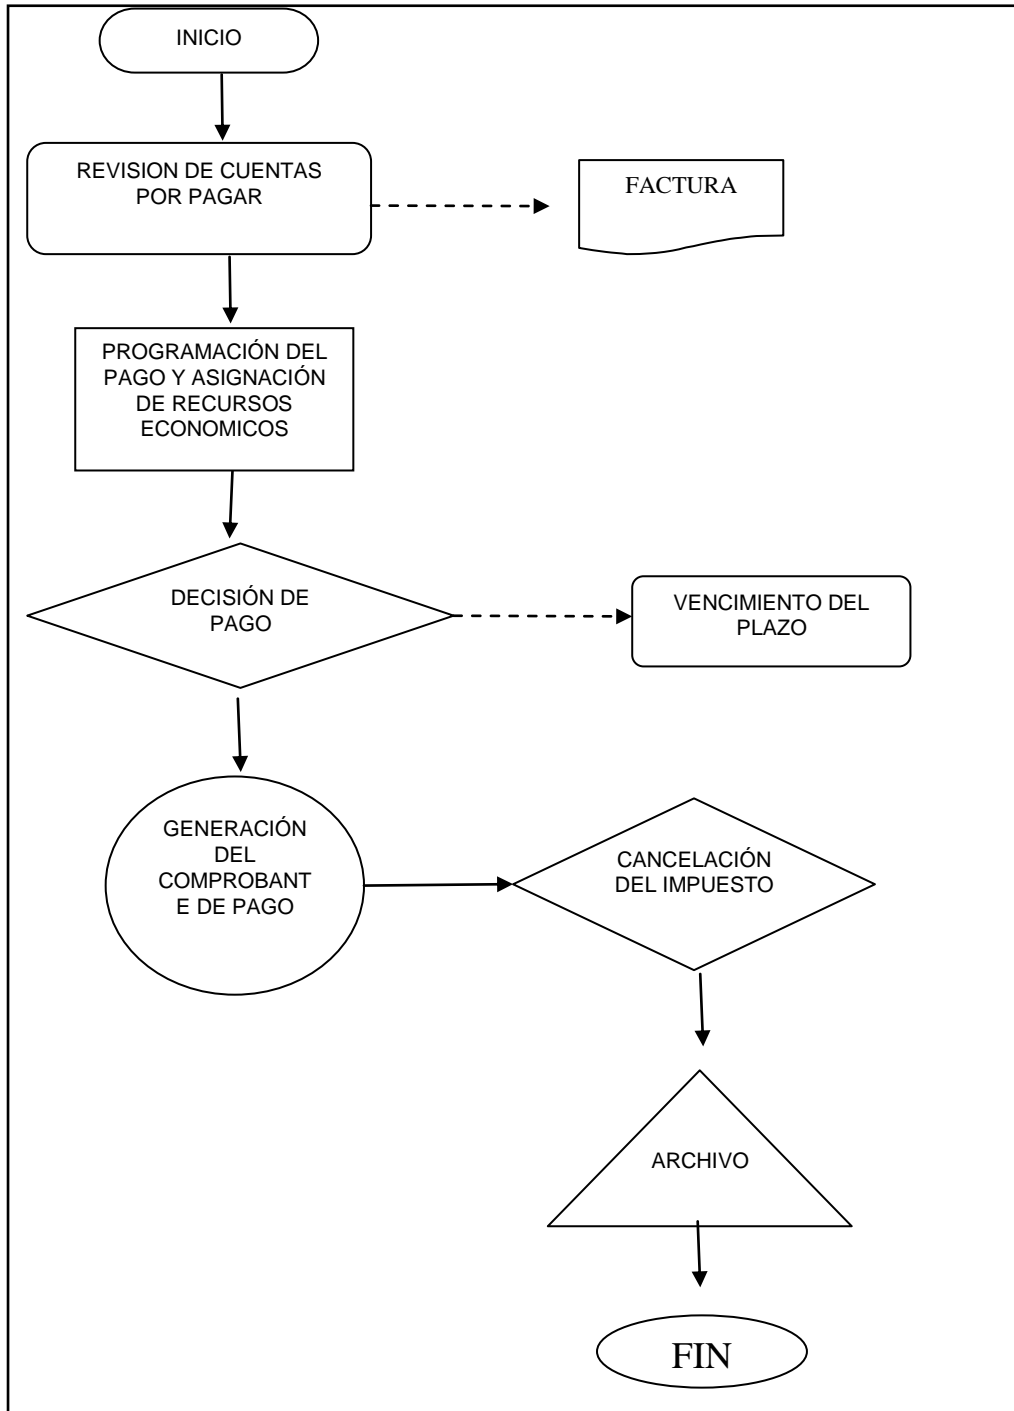 INICIO
REVISION DE CUENTAS
POR PAGAR
FACTURA
PROGRAMACIÓN DEL
PAGO Y ASIGNACIÓN
DE RECURSOS
ECONOMICOS
DECISIÓN DE
PAGO
VENCIMIENTO DEL
PLAZO
GENERACIÓN
DEL
COMPROBANT
E DE PAGO
CANCELACIÓN
DEL IMPUESTO
ARCHIVO
FIN